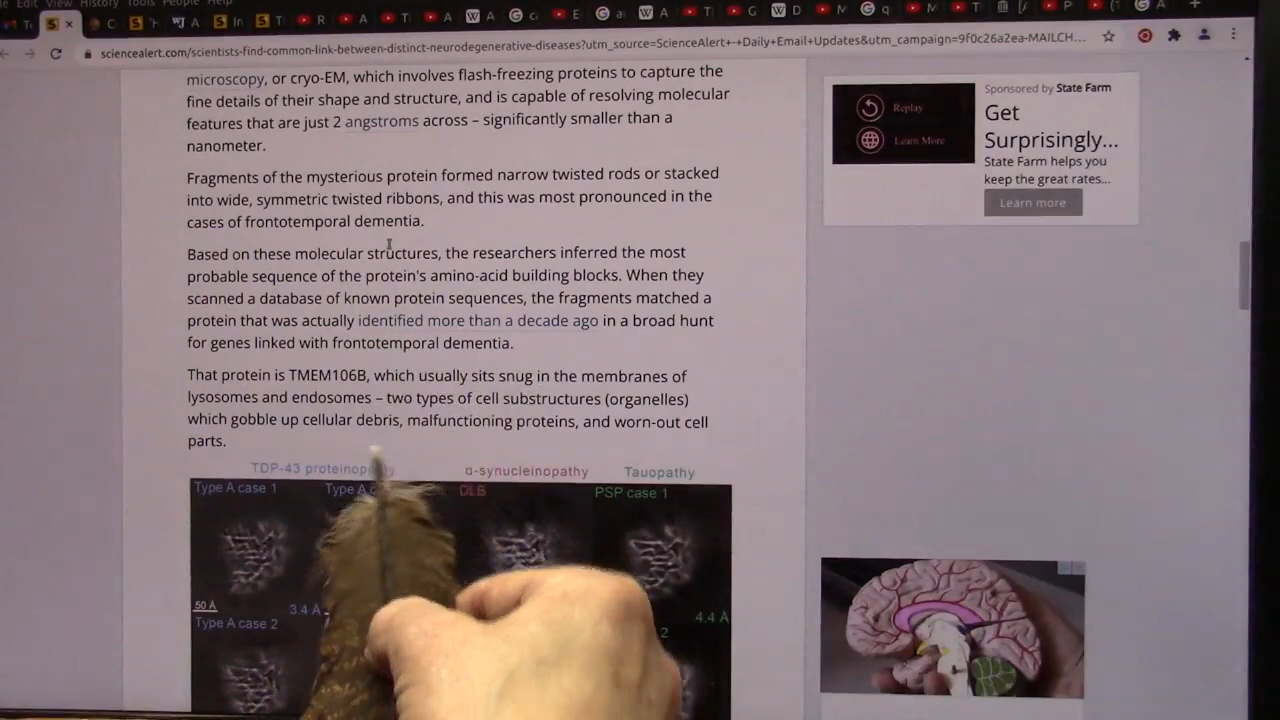 Edit View History Tools People Help
sciencealert.com/scientists-find-common-link-between-distinct-neurodegenerative-diseases?utm_source=ScienceAlert+-+Daily+Email+Updates&utm_campaign=9f0c26a2ea-MAILCH...
microscopy, or cryo-EM, which involves flash-freezing proteins to capture the
fine details of their shape and structure, and is capable of resolving molecular
features that are just 2 angstroms across – significantly smaller than a
nanometer.
Fragments of the mysterious protein formed narrow twisted rods or stacked
into wide, symmetric twisted ribbons, and this was most pronounced in the
cases of frontotemporal dementia.
Based on these molecular structures, the researchers inferred the most
probable sequence of the protein's amino-acid building blocks. When they
scanned a database of known protein sequences, the fragments matched a
protein that was actually identified more than a decade ago in a broad hunt
for genes linked with frontotemporal dementia.
That protein is TMEM106B, which usually sits snug in the membranes of
lysosomes and endosomes – two types of cell substructures (organelles)
which gobble up cellular debris, malfunctioning proteins, and worn-out cell
parts.
TDP-43 α-synucleinopathy Tauopathy
Type A case 1 Type A DLB PSP case 1
50 Å 3.4 Å 4.4 Å
Type A case 2 2
Replay
Learn More
Sponsored by State Farm
Get
Surprisingly...
State Farm helps you
keep the great rates...
Learn more